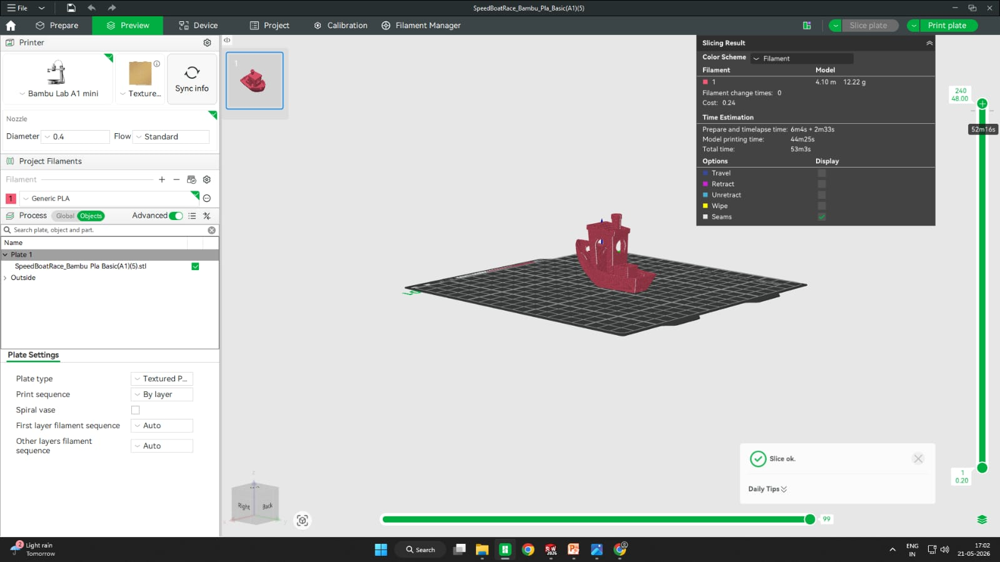 File
SpeedBoatRace_Bambu_Pla_Basic(A1)(5)
Prepare
Preview
Device
Project
Calibration
Filament Manager
Slice plate
Print plate
Printer
Bambu Lab A1 mini
Texture...
Sync info
Nozzle
Diameter 0.4 Flow Standard
Project Filaments
Filament
1 Generic PLA
Process Global Objects Advanced
Search plate, object and part.
Name
Plate 1
SpeedBoatRace_Bambu Pla Basic(A1)(5).stl
Outside
Plate Settings
Plate type Textured P...
Print sequence By layer
Spiral vase
First layer filament sequence Auto
Other layers filament
sequence
Auto
1
Slicing Result
Color Scheme Filament
Filament Model
1 4.10 m 12.22 g
Filament change times: 0
Cost: 0.24
Time Estimation
Prepare and timelapse time: 6m4s + 2m33s
Model printing time: 44m25s
Total time: 53m3s
Options Display
Travel
Retract
Unretract
Wipe
Seams
240
48.00
52m16s
1
0.20
Slice ok.
Daily Tips
z
Right Back
x y
99
2
Light rain
Tomorrow
Search
SW
2026
P
ENG
IN
17:02
21-05-2026